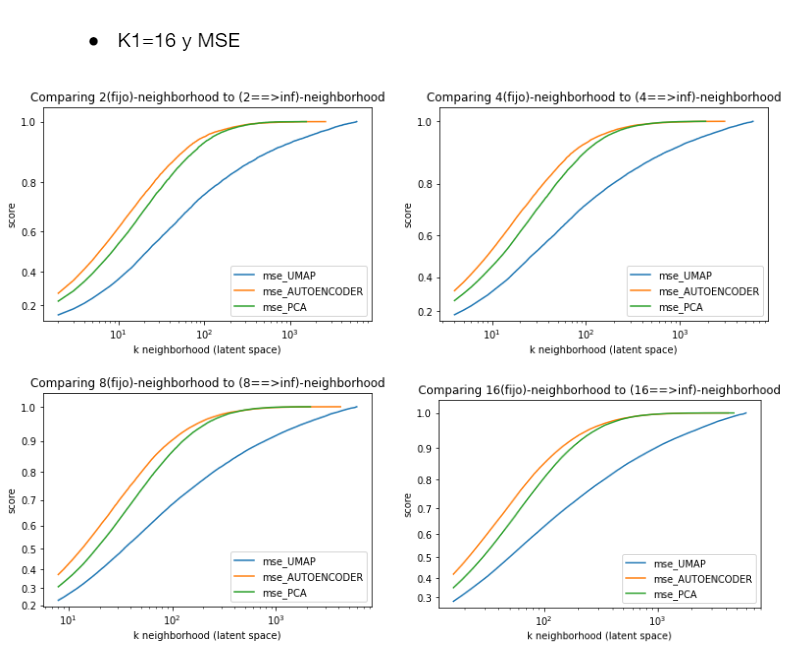 ● K1=16 y MSE
Comparing 2(fijo)-neighborhood to (2==>inf)-neighborhood
score
1.0
0.8
0.6
0.4
0.2
mse_UMAP
mse_AUTOENCODER
mse_PCA
10¹ 10² 10³
k neighborhood (latent space)
Comparing 4(fijo)-neighborhood to (4==>inf)-neighborhood
score
1.0
0.8
0.6
0.4
0.2
mse_UMAP
mse_AUTOENCODER
mse_PCA
10¹ 10² 10³
k neighborhood (latent space)
Comparing 8(fijo)-neighborhood to (8==>inf)-neighborhood
score
1.0
0.9
0.8
0.7
0.6
0.5
0.4
0.3
0.2
mse_UMAP
mse_AUTOENCODER
mse_PCA
10¹ 10² 10³
k neighborhood (latent space)
Comparing 16(fijo)-neighborhood to (16==>inf)-neighborhood
score
1.0
0.9
0.8
0.7
0.6
0.5
0.4
0.3
mse_UMAP
mse_AUTOENCODER
mse_PCA
10² 10³
k neighborhood (latent space)